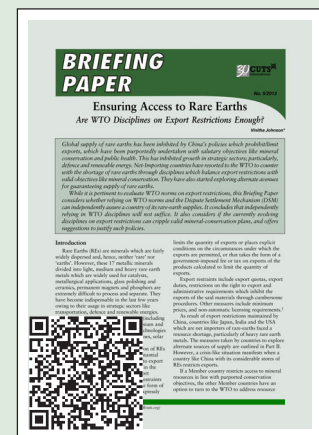 BRIEFING
PAPER
CUTS
International
No. 5/2015
Ensuring Access to Rare Earths
Are WTO Disciplines on Export Restrictions Enough?
Vinitha Johnson*
Global supply of rare earths has been inhibited by China's policies which prohibit/limit
exports, which have been purportedly undertaken with salutary objectives like mineral
conservation and public health. This has inhibited growth in strategic sectors; particularly,
defence and renewable energy. Net-Importing countries have resorted to the WTO to counter
with the shortage of rare earths through disciplines which balance export restrictions with
valid objectives like mineral conservation. They have also started exploring alternate avenues
for guaranteeing supply of rare earths.
While it is pertinent to evaluate WTO norms on export restrictions, this Briefing Paper
considers whether relying on WTO norms and the Dispute Settlement Mechanism (DSM)
can independently assure a country of its rare-earth supplies. It concludes that independently
relying in WTO disciplines will not suffice. It also considers if the currently evolving
disciplines on export restrictions can cripple valid mineral-conservation plans, and offers
suggestions to justify such policies.
Introduction
Rare Earths (REs) are minerals which are fairly
widely dispersed and, hence, neither 'rare' nor
'earths'. However, these 17 metallic minerals
divided into light, medium and heavy rare earth
metals which are widely used for catalysts,
metallurgical applications, glass polishing and
ceramics, permanent magnets and phosphors are
extremely difficult to process and separate. They
have become indispensable in the last few years
owing to their usage in strategic sectors like
transportation, defence and renewable energies.
including
and
technologies
nes, solar
on of REs
mental
export
in the
straints
form of
spready
limits the quantity of exports or places explicit
conditions on the circumstances under which the
exports are permitted, or that takes the form of a
government-imposed fee or tax on exports of the
products calculated to limit the quantity of
exports.
Export restraints include export quotas, export
duties, restrictions on the right to export and
administrative requirements which inhibit the
exports of the said materials through cumbersome
procedures. Other measures include minimum
prices, and non-automatic licensing requirements.
As result of export restrictions maintained by
China, countries like Japan, India and the USA
which are net importers of rare-earths faced a
resource shortage, particularly of heavy rare earth
metals. The measures taken by countries to explore
alternate sources of supply are outlined in Part II.
However, a crisis-like situation manifests when a
country like China with its considerable stores of
REs restricts exports.
If a Member country restricts access to mineral
resources in line with purported conservation
objectives, the other Member countries have an
option to turn to the WTO to address resource